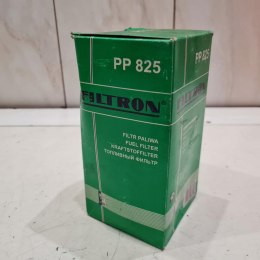 PP 825
FILTRON
FILTR PALIWA
FUEL FILTER
KRAFTSTOFFILTER
ТОПЛИВНЫЙ ФИЛЬТР
PP 825